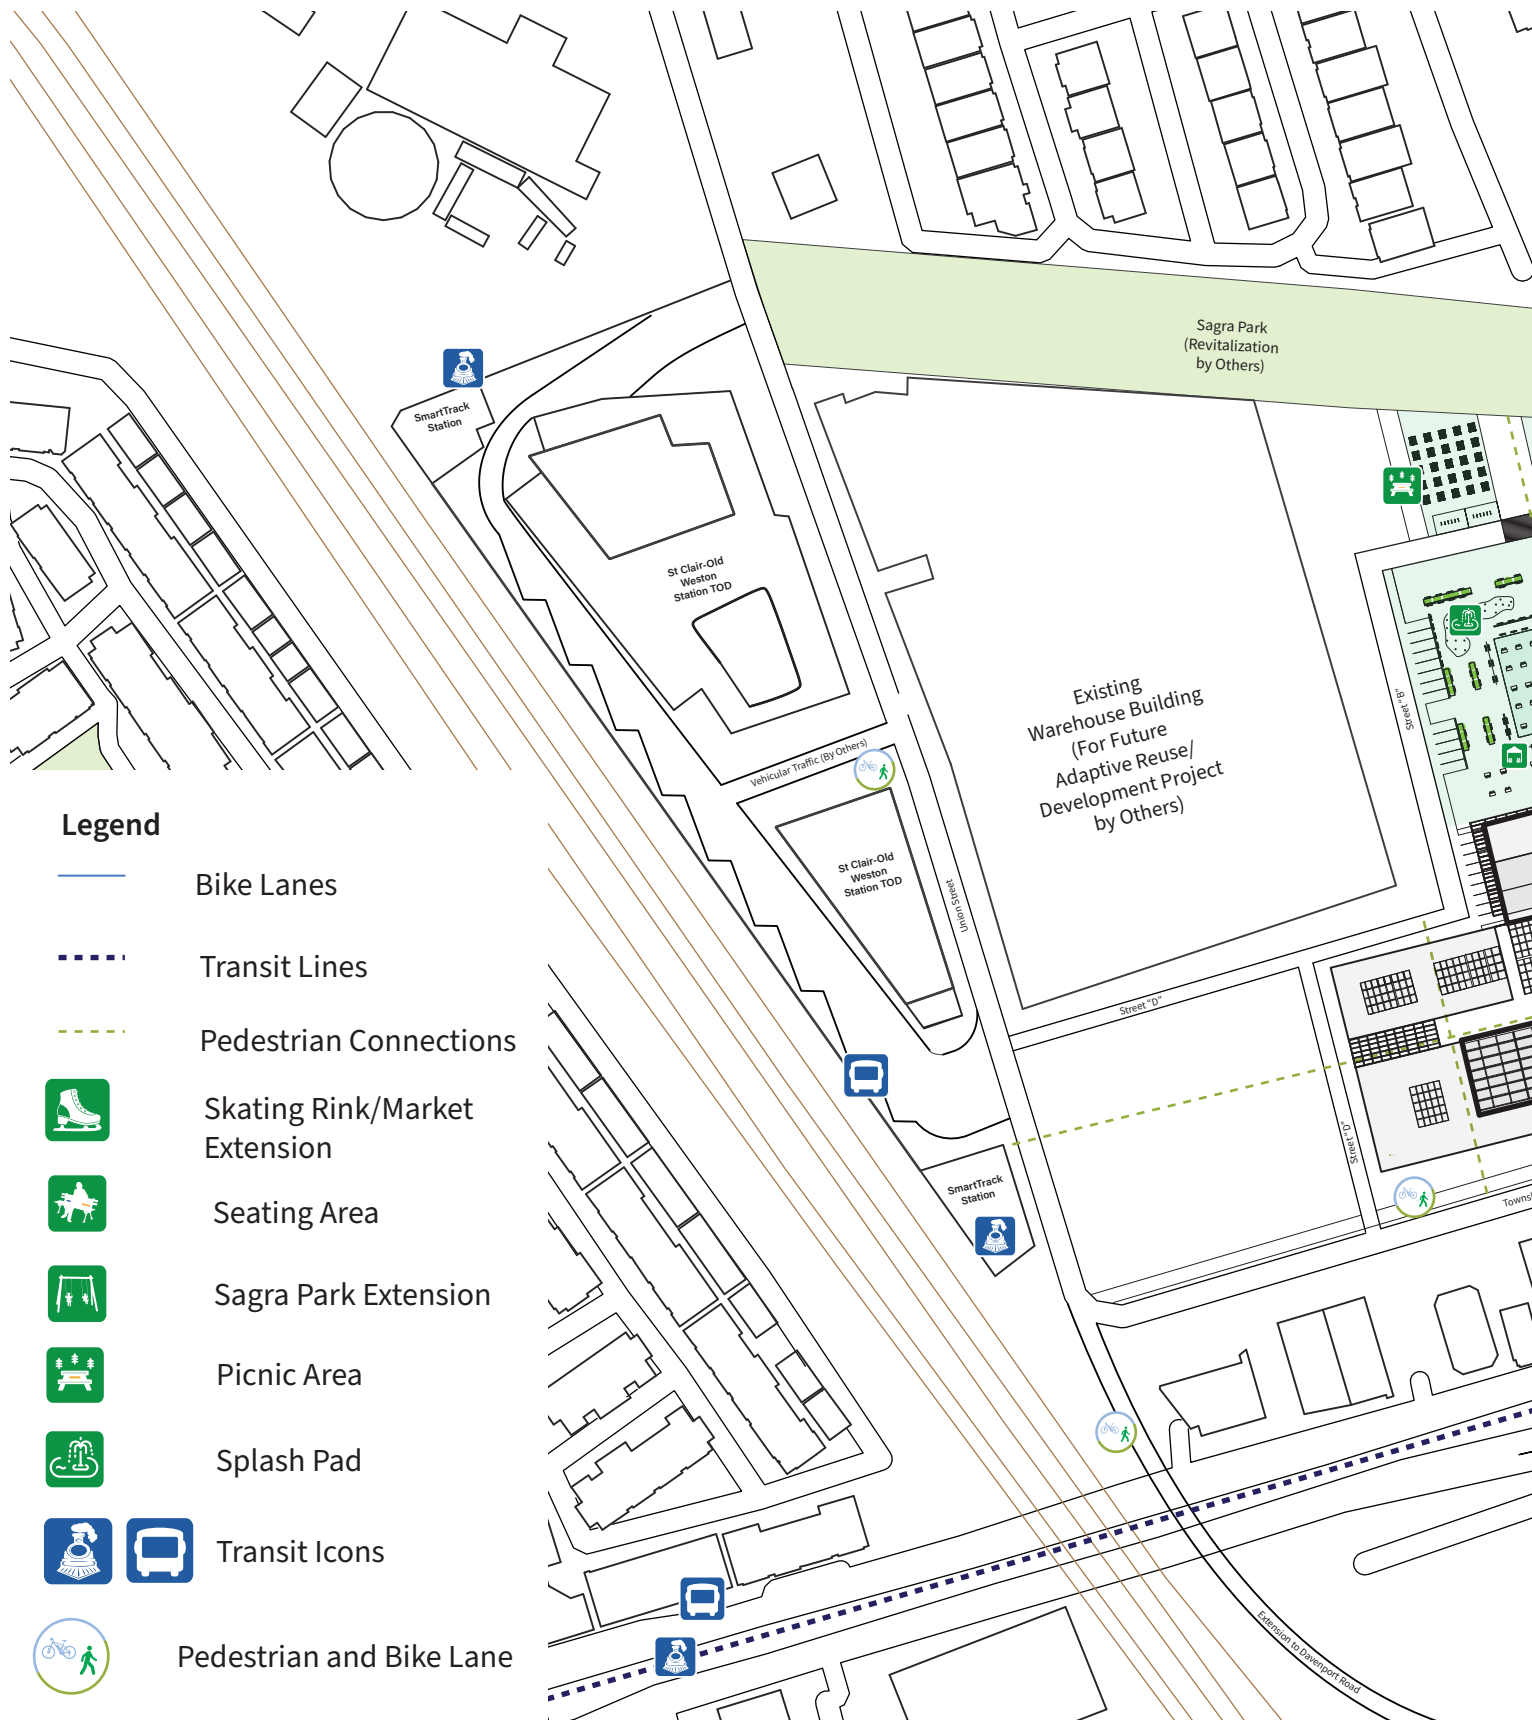 Sagra Park
(Revitalization
by Others)
SmartTrack
Station
St Clair-Old
Weston
Station TOD
Existing
Warehouse Building
(For Future
Adaptive Reuse/
Development Project
by Others)
Street "B"
Vehicular Traffic (By Others)
St Clair-Old
Weston
Station TOD
Union Street
Street "D"
Street "D"
SmartTrack
Station
Extension to Davenport Road
Legend
Bike Lanes
Transit Lines
Pedestrian Connections
Skating Rink/Market
Extension
Seating Area
Sagra Park Extension
Picnic Area
Splash Pad
Transit Icons
Pedestrian and Bike Lane